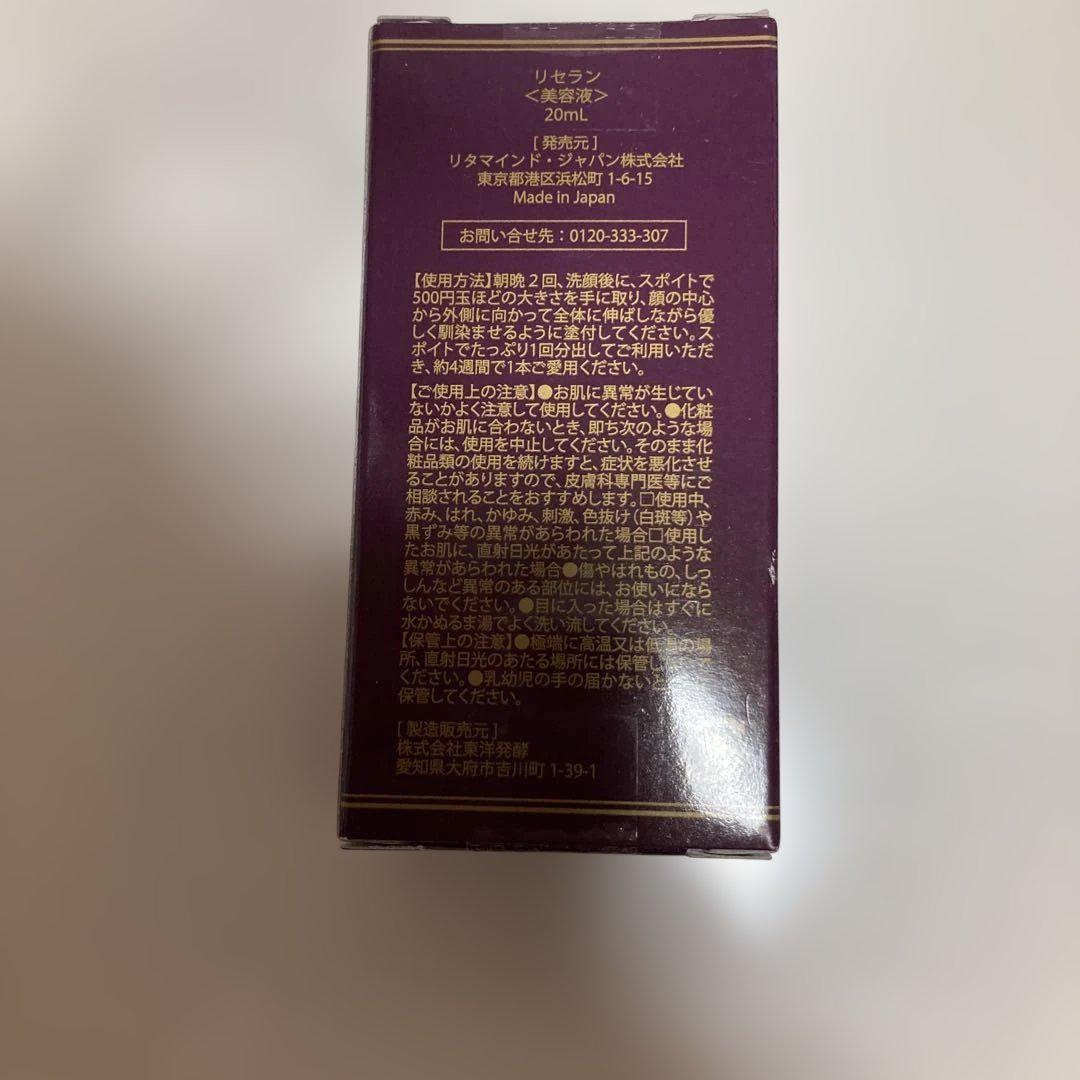 リセラン
<美容液>
20mL
[ 発売元 ]
リタマインド・ジャパン株式会社
東京都港区浜松町 1-6-15
Made in Japan
お問い合せ先：0120-333-307
【使用方法】朝晩２回、洗顔後に、スポイトで
500円玉ほどの大きさを手に取り、顔の中心
から外側に向かって全体に伸ばしながら優
しく馴染ませるように塗付してください。ス
ポイトでたっぷり1回分出してご利用いただ
き、約4週間で1本ご愛用ください。
【ご使用上の注意】●お肌に異常が生じてい
ないかよく注意して使用してください。●化粧
品がお肌に合わないとき、即ち次のような場
合には、使用を中止してください。そのまま化
粧品類の使用を続けますと、症状を悪化させ
ることがありますので、皮膚科専門医等にご
相談されることをおすすめします。□使用中、
赤み、はれ、かゆみ、刺激、色抜け（白斑等）や
黒ずみ等の異常があらわれた場合□使用し
たお肌に、直射日光があたって上記のような
異常があらわれた場合●傷やはれもの、しっ
しんなど異常のある部位には、お使いになら
ないでください。●目に入った場合はすぐに
水かぬるま湯でよく洗い流してください。
【保管上の注意】●極端に高温又は低温の場
所、直射日光のあたる場所には保管し
ください。●乳幼児の手の届かない
保管してください。
[ 製造販売元 ]
株式会社東洋発酵
愛知県大府市吉川町 1-39-1